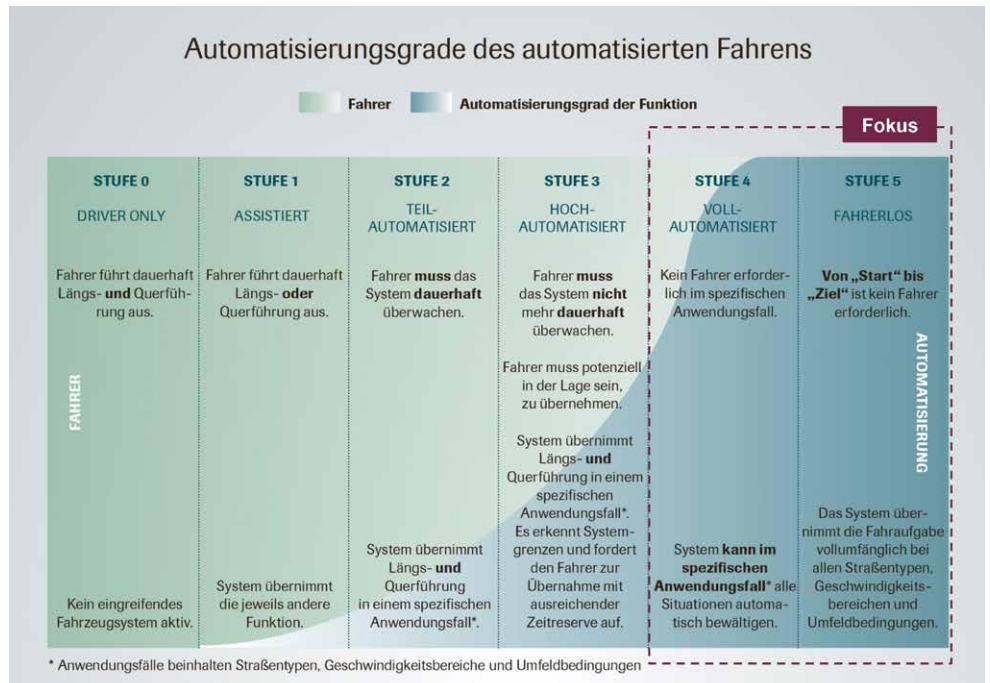 Automatisierungsgrade des automatisierten Fahrens
Fahrer
Automatisierungsgrad der Funktion
Fokus
STUFE 0
DRIVER ONLY
Fahrer führt dauerhaft
Längs- und Querfüh-
rung aus.
FAHRER
Kein eingreifendes
Fahrzeugsystem aktiv.
STUFE 1
ASSISTIERT
Fahrer führt dauerhaft
Längs- oder
Querführung aus.
System übernimmt
die jeweils andere
Funktion.
STUFE 2
TEIL-
AUTOMATISIERT
Fahrer muss das
System dauerhaft
überwachen.
System übernimmt
Längs- und
Querführung
in einem spezifischen
Anwendungsfall*.
STUFE 3
HOCH-
AUTOMATISIERT
Fahrer muss
das System nicht
mehr dauerhaft
überwachen.
Fahrer muss potenziell
in der Lage sein,
zu übernehmen.
System übernimmt
Längs- und
Querführung in einem
spezifischen
Anwendungsfall*.
Es erkennt System-
grenzen und fordert
den Fahrer zur
Übernahme mit
ausreichender
Zeitreserve auf.
STUFE 4
VOLL-
AUTOMATISIERT
Kein Fahrer erforder-
lich im spezifischen
Anwendungsfall.
System kann im
spezifischen
Anwendungsfall* alle
Situationen automa-
tisch bewältigen.
STUFE 5
FAHRERLOS
Von „Start” bis
„Ziel” ist kein Fahrer
erforderlich.
AUTOMATISIERUNG
Das System über-
nimmt die Fahraufgabe
vollumfänglich bei
allen Straßentypen,
Geschwindigkeits-
bereichen und
Umfeldbedingungen.
* Anwendungsfälle beinhalten Straßentypen, Geschwindigkeitsbereiche und Umfeldbedingungen